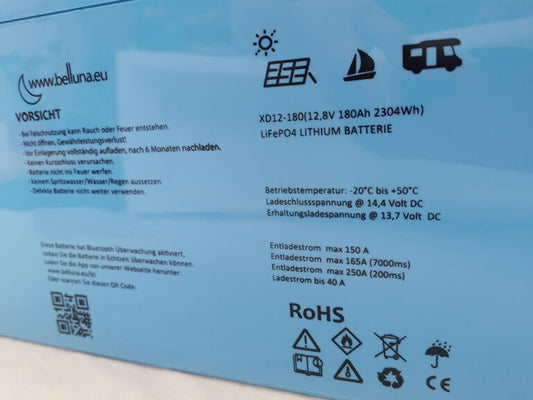 www.belluna.eu
VORSICHT
- Bei Felschnutzung kann Rauch oder Feuer entstehen.
- Nicht öffnen, Gewährleistungsverlust!
- Vor Einlagerung vollständig aufladen, nach 6 Monaten nachladen.
- Keinen Kurzschluss verursachen.
- Batterie nicht ins Feuer werfen.
- Keinem Spritzwasser/Wasser/Regen aussetzen.
- Defekte Batterie nicht weiter verwenden.
Diese Batterie hat Bluetooth Überwachung aktiviert,
sodass Sie die Batterie in Echtzeit überwachen können.
Laden Sie die App von unserer Webseite herunter:
www.belluna.eu/bt
Oder scannen Sie diesen QR Code:
XD12-180(12,8V 180Ah 2304Wh)
LiFePO4 LITHIUM BATTERIE
Betriebstemperatur: -20°C bis +50°C
Ladeschlussspannung @ 14,4 Volt DC
Erhaltungsladespannung @ 13,7 Volt DC
Entladestrom max 150 A
Entladestrom max 165A (7000ms)
Entladestrom max 250A (200ms)
Ladestrom bis 40 A
RoHS
CE